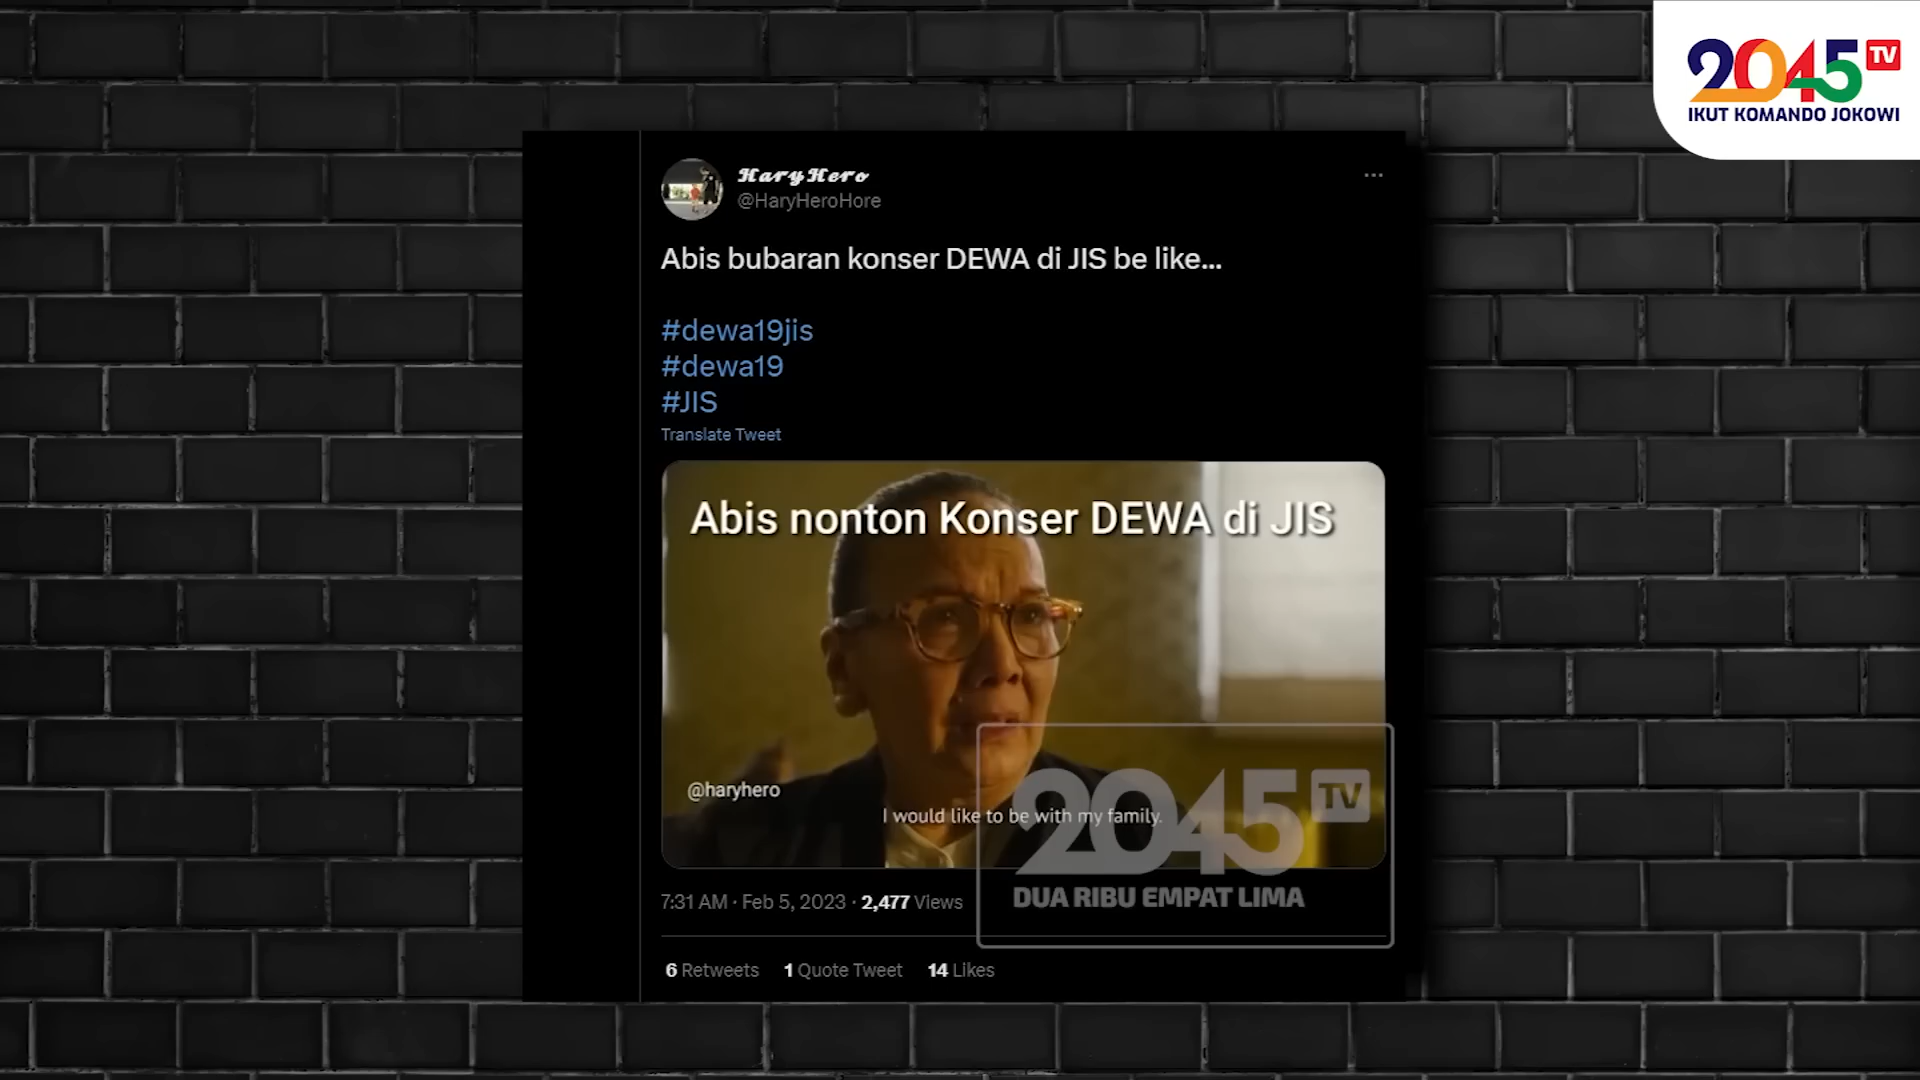 2045 TV
IKUT KOMANDO JOKOWI
HaryHero
@HaryHeroHore
Abis bubaran konser DEWA di JIS be like...
#dewa19jis
#dewa19
#JIS
Translate Tweet
Abis nonton Konser DEWA di JIS
@haryhero
I would like to be with my family.
2045 TV
DUA RIBU EMPAT LIMA
7:31 AM · Feb 5, 2023 · 2,477 Views
6 Retweets 1 Quote Tweet 14 Likes